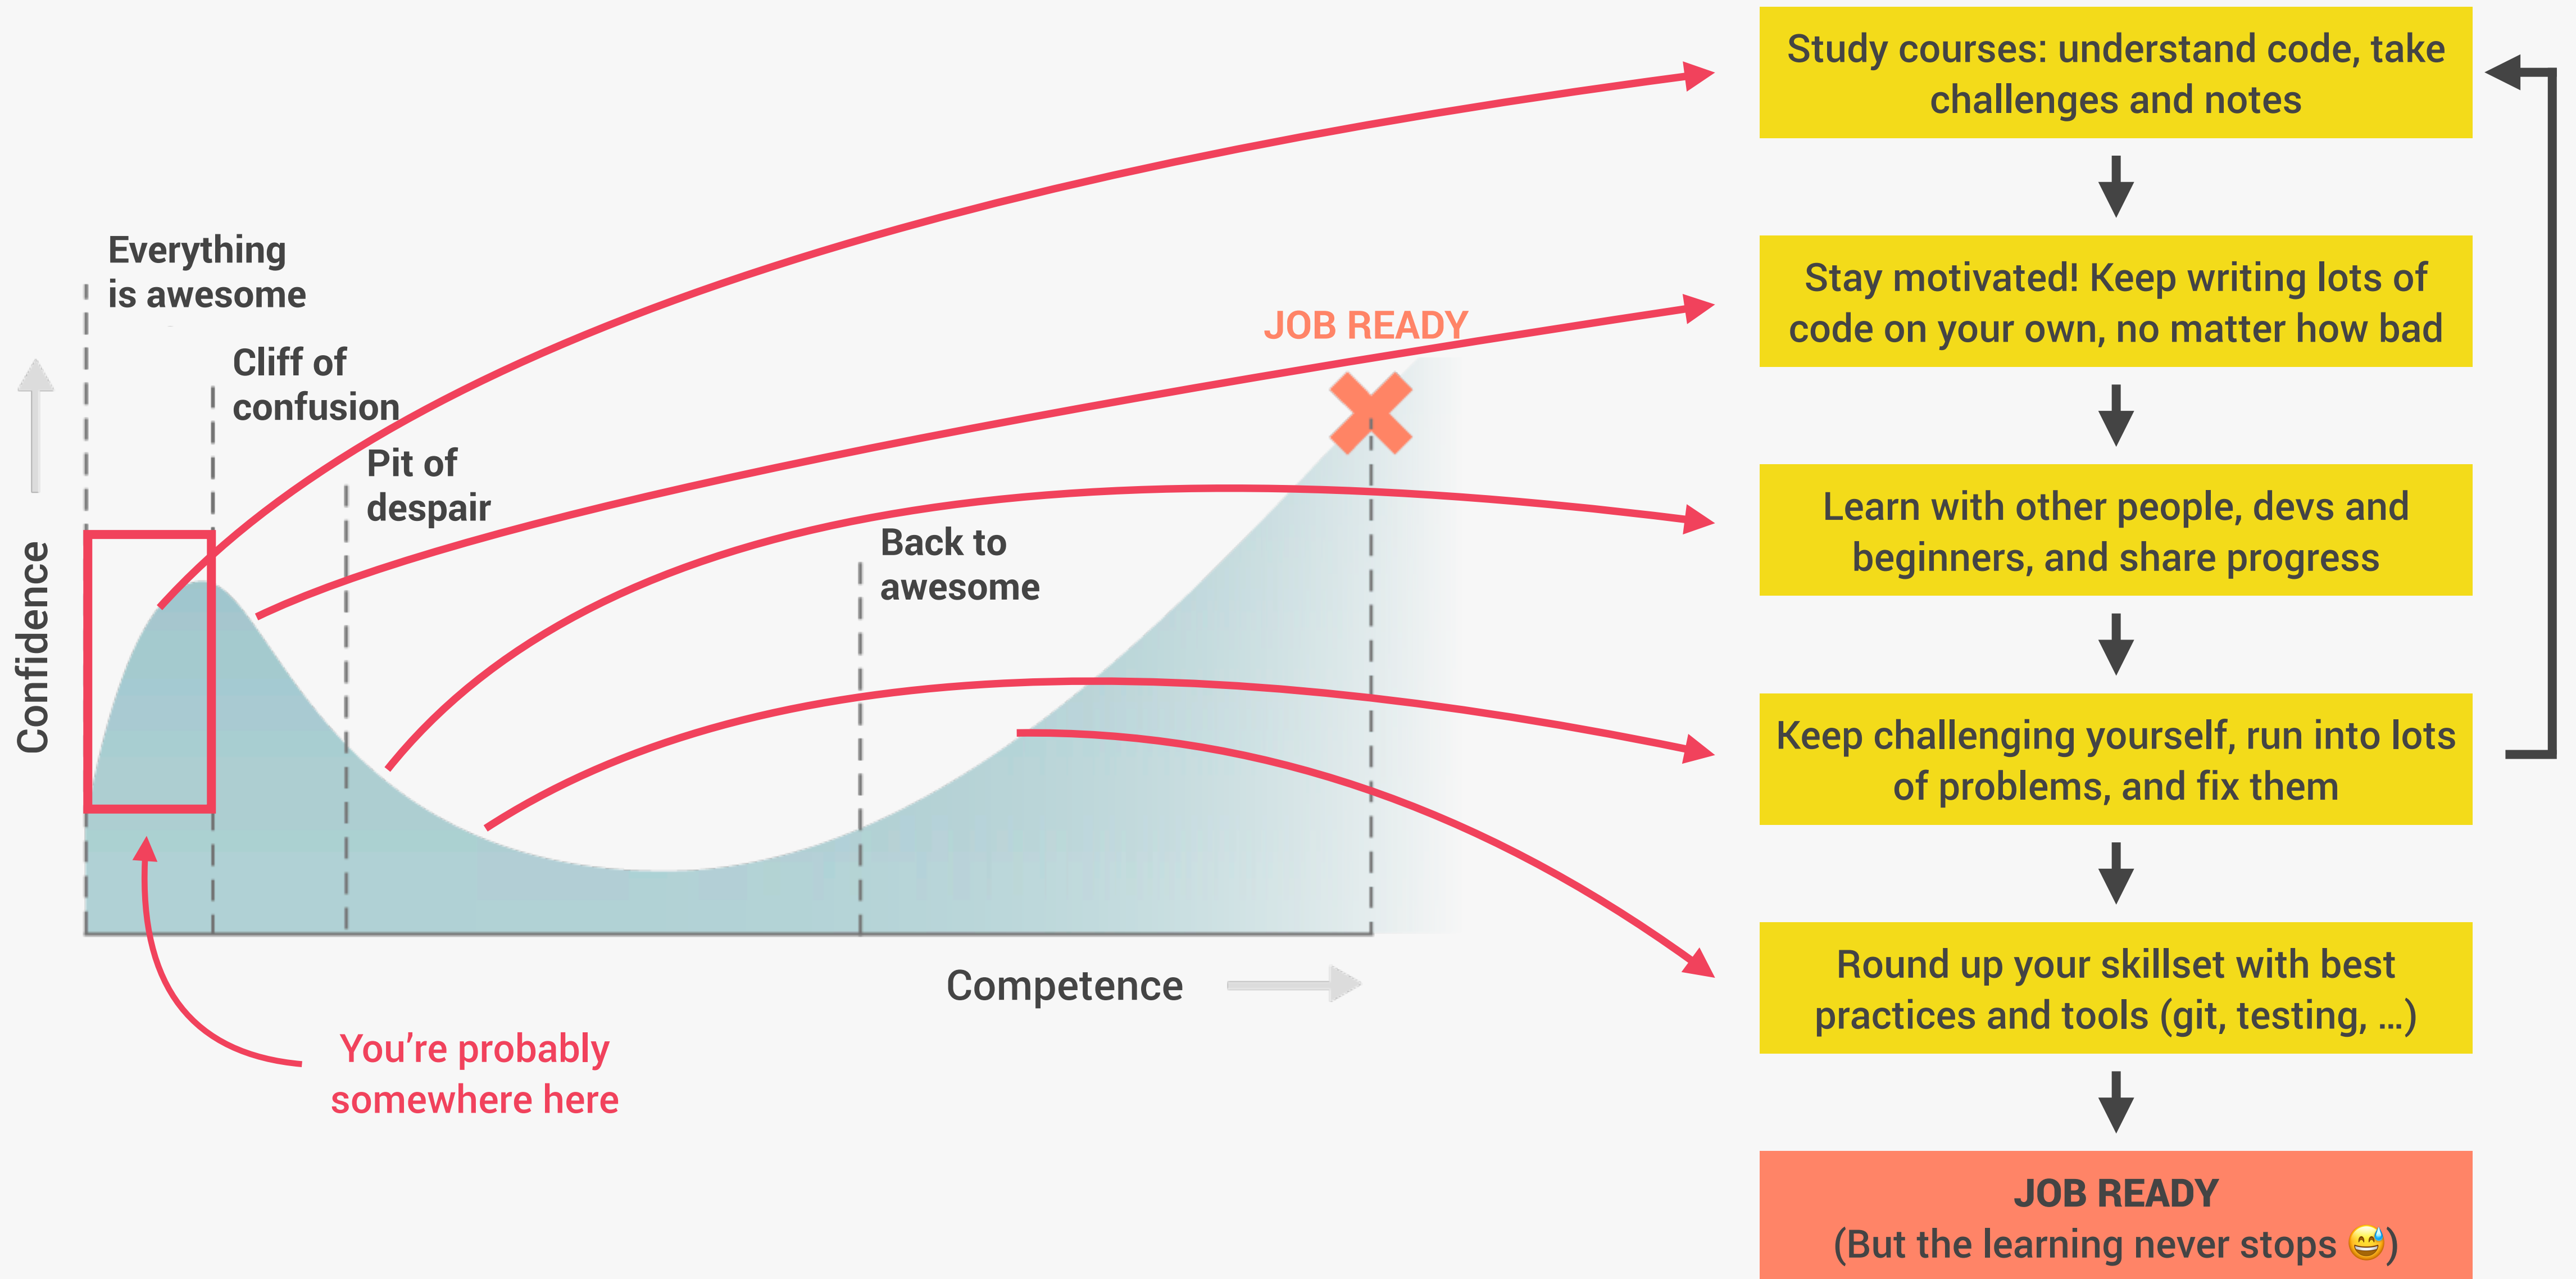 Everything
is awesome
Cliff of
confusion
Pit of
despair
Back to
awesome
JOB READY
Confidence
Competence
You’re probably
somewhere here
Study courses: understand code, take
challenges and notes
Stay motivated! Keep writing lots of
code on your own, no matter how bad
Learn with other people, devs and
beginners, and share progress
Keep challenging yourself, run into lots
of problems, and fix them
Round up your skillset with best
practices and tools (git, testing, ...)
JOB READY
(But the learning never stops 😅)